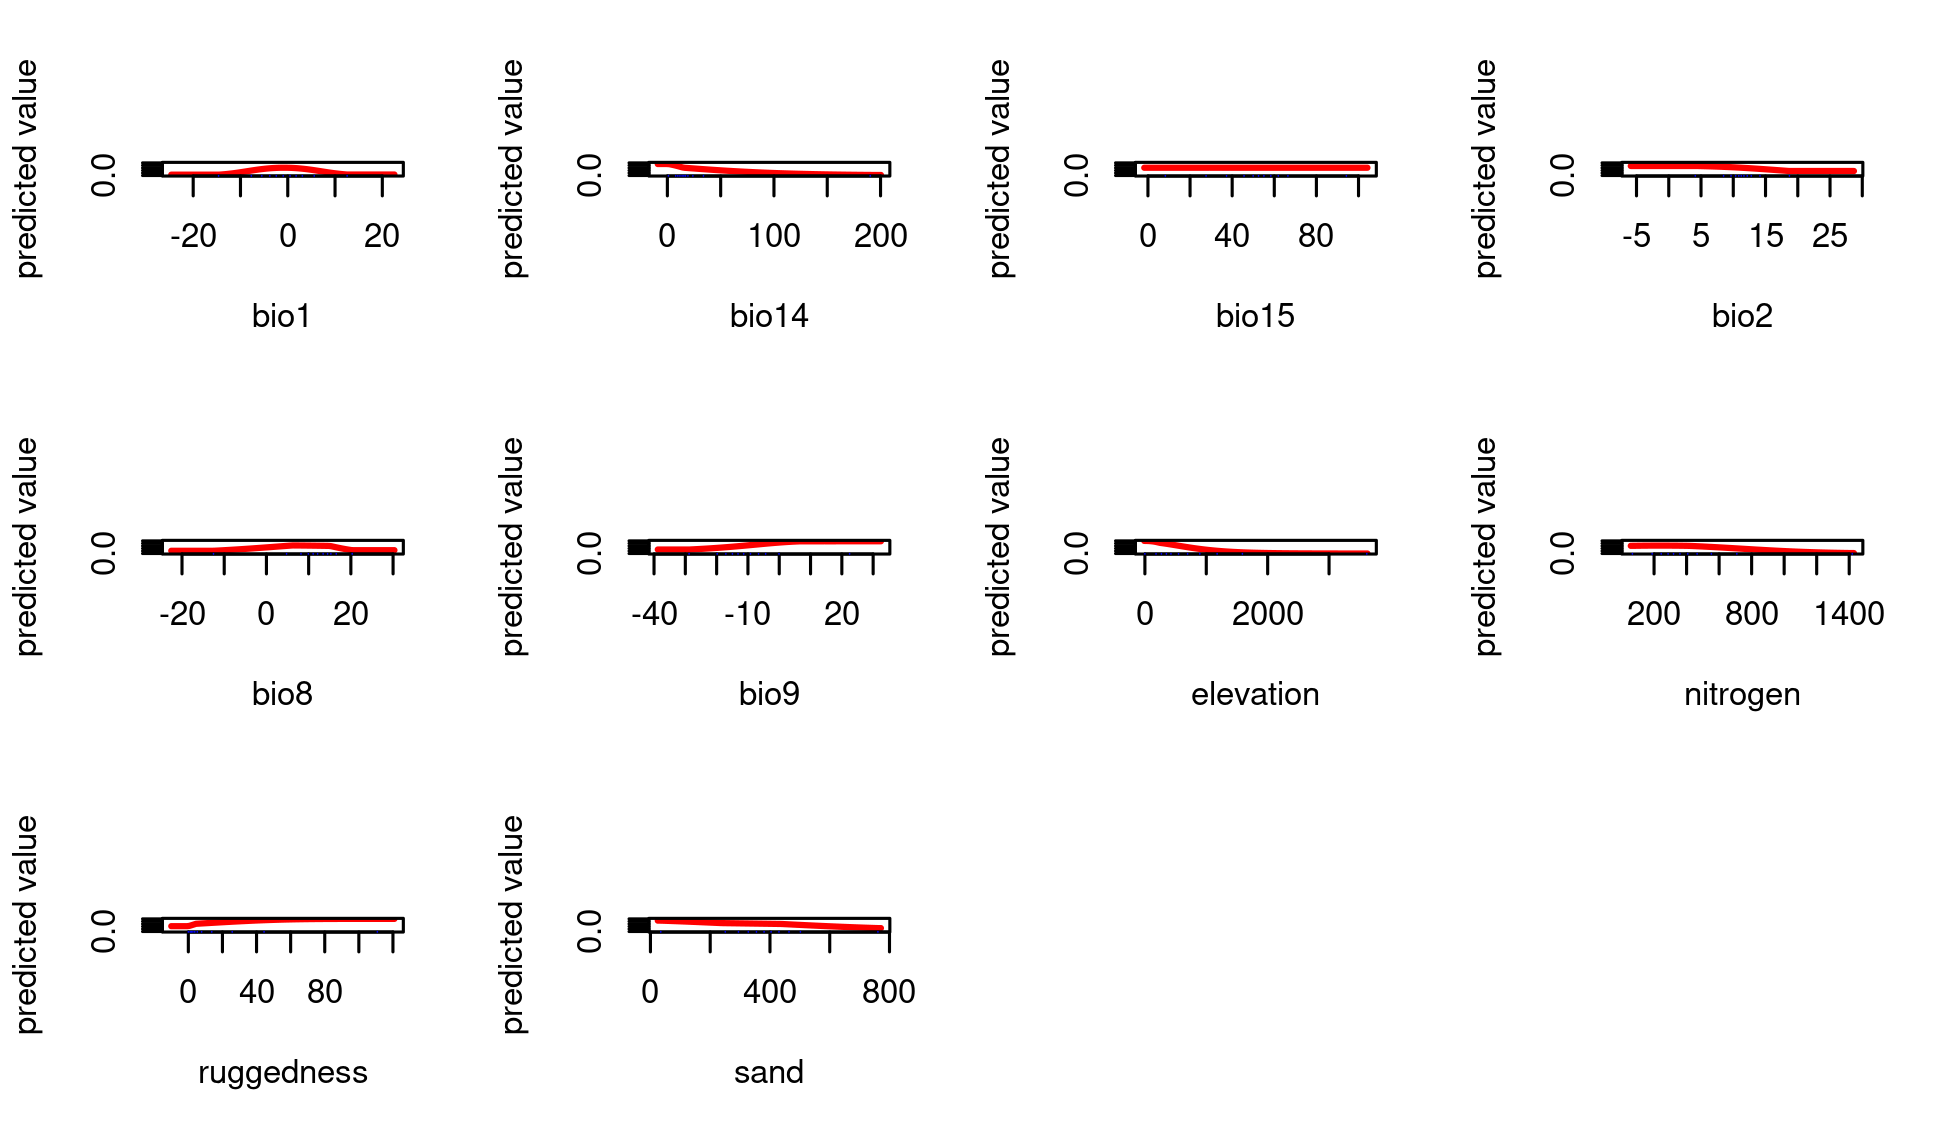 predicted value
0.0
-20 0 20
bio1
predicted value
0.0
0 100 200
bio14
predicted value
0.0
0 40 80
bio15
predicted value
0.0
-5 5 15 25
bio2
predicted value
0.0
-20 0 20
bio8
predicted value
0.0
-40 -10 20
bio9
predicted value
0.0
0 2000
elevation
predicted value
0.0
200 800 1400
nitrogen
predicted value
0.0
0 40 80
ruggedness
predicted value
0.0
0 400 800
sand